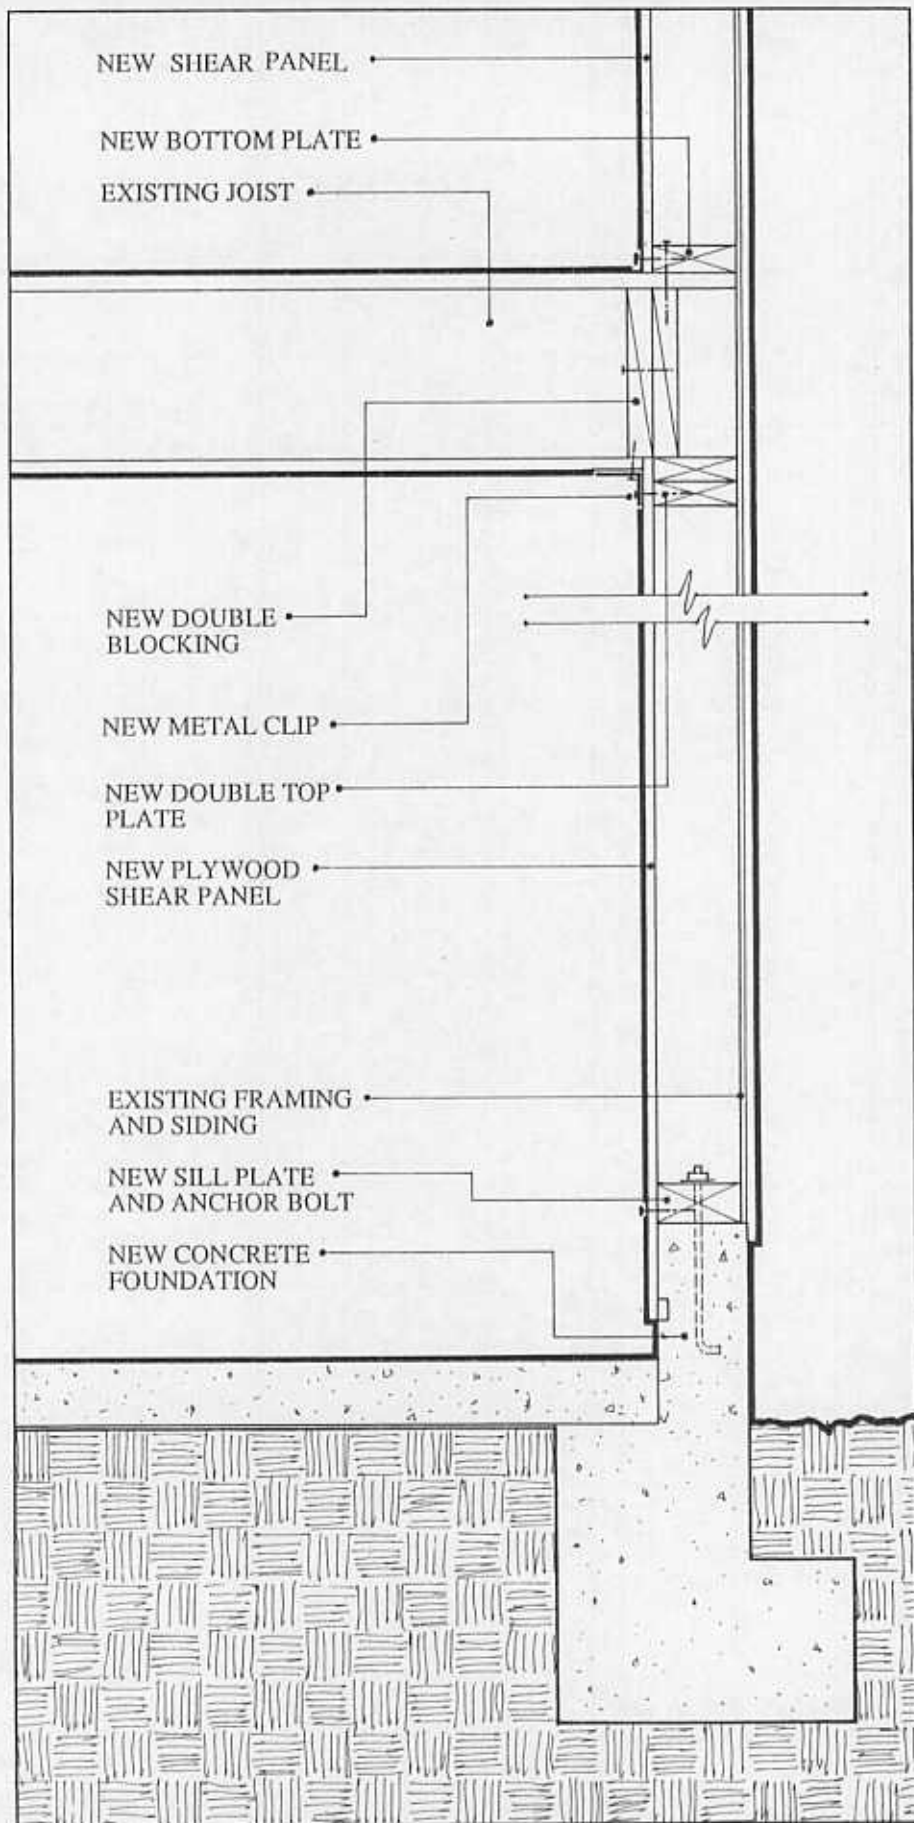 NEW SHEAR PANEL
NEW BOTTOM PLATE
EXISTING JOIST
NEW DOUBLE
BLOCKING
NEW METAL CLIP
NEW DOUBLE TOP
PLATE
NEW PLYWOOD
SHEAR PANEL
EXISTING FRAMING
AND SIDING
NEW SILL PLATE
AND ANCHOR BOLT
NEW CONCRETE
FOUNDATION